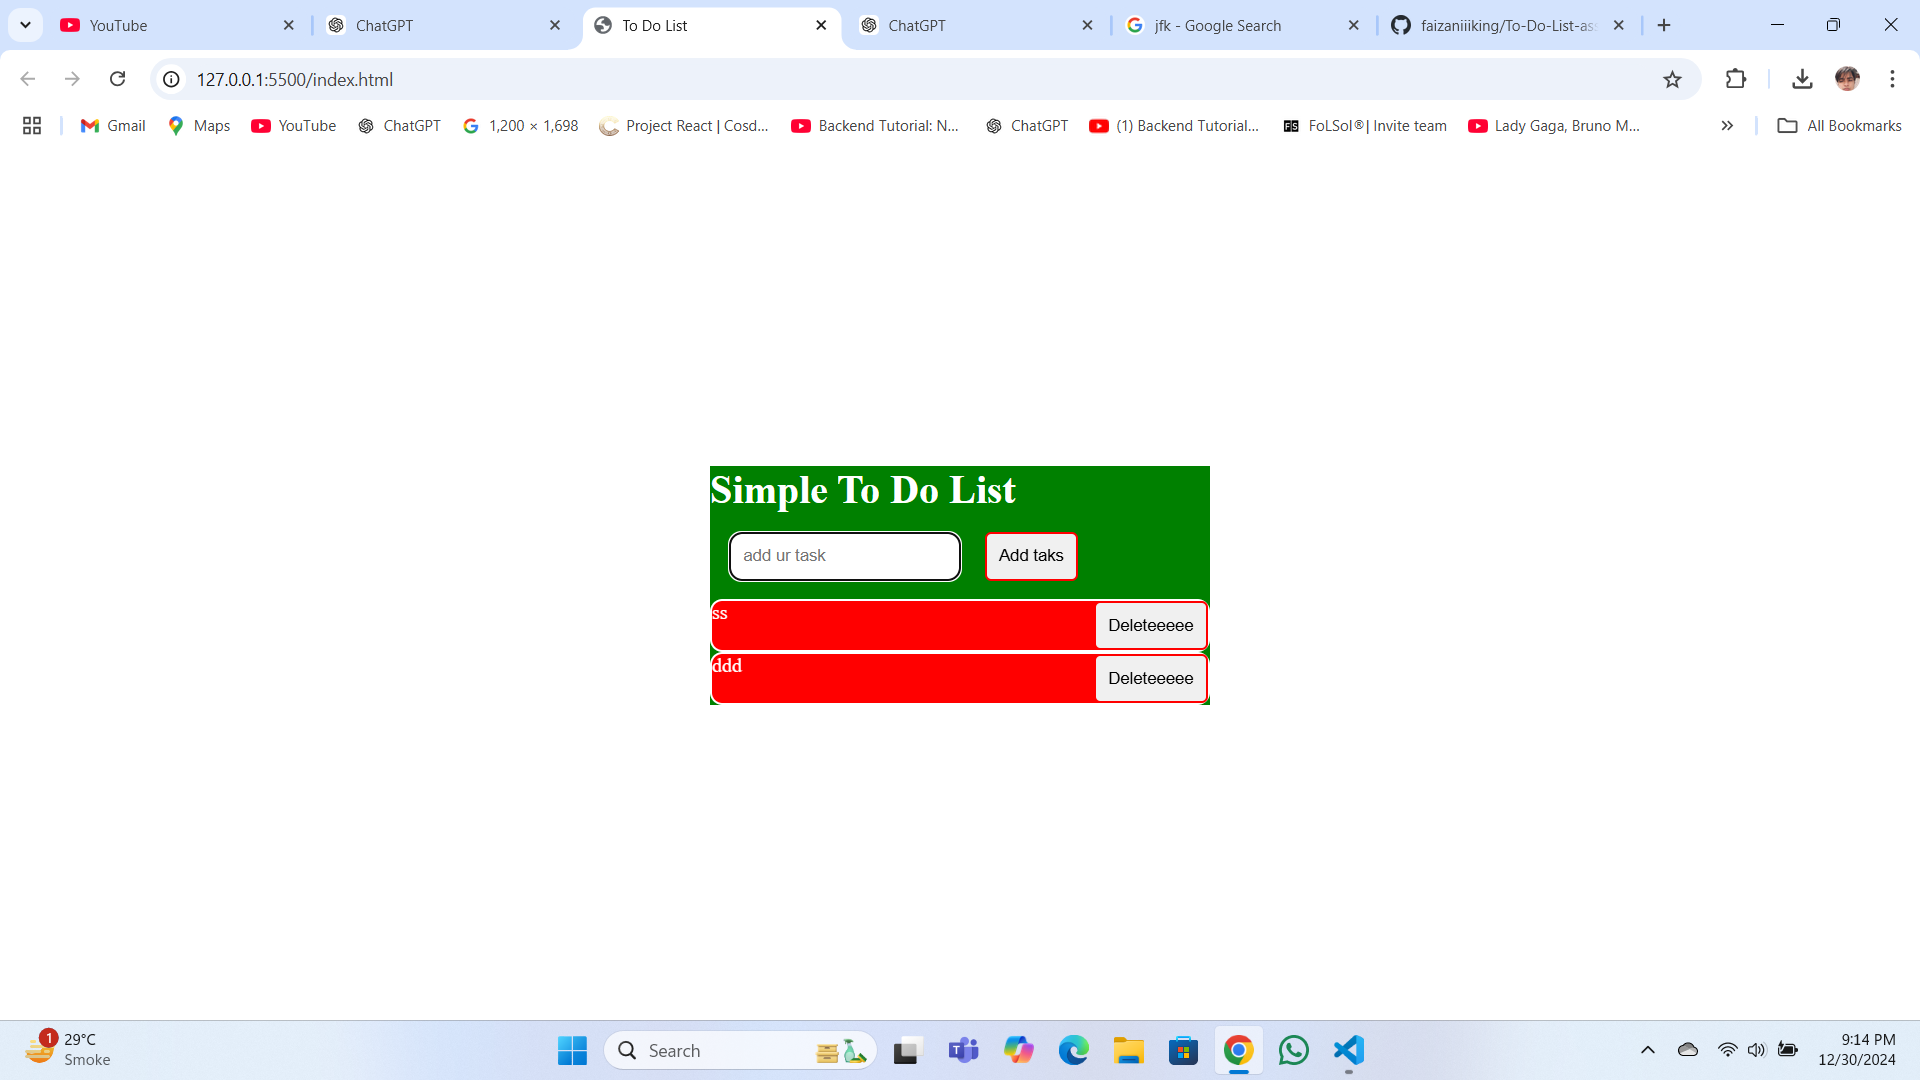 YouTube
ChatGPT
To Do List
ChatGPT
jfk - Google Search
faizaniiiking/To-Do-List-ass
127.0.0.1:5500/index.html
Gmail
Maps
YouTube
ChatGPT
1,200 × 1,698
Project React | Cosd...
Backend Tutorial: N...
ChatGPT
(1) Backend Tutorial...
FS
FoLSol®| Invite team
Lady Gaga, Bruno M...
All Bookmarks
Simple To Do List
add ur task
Add taks
ss
Deleteeeee
ddd
Deleteeeee
1
29°C
Smoke
Search
9:14 PM
12/30/2024